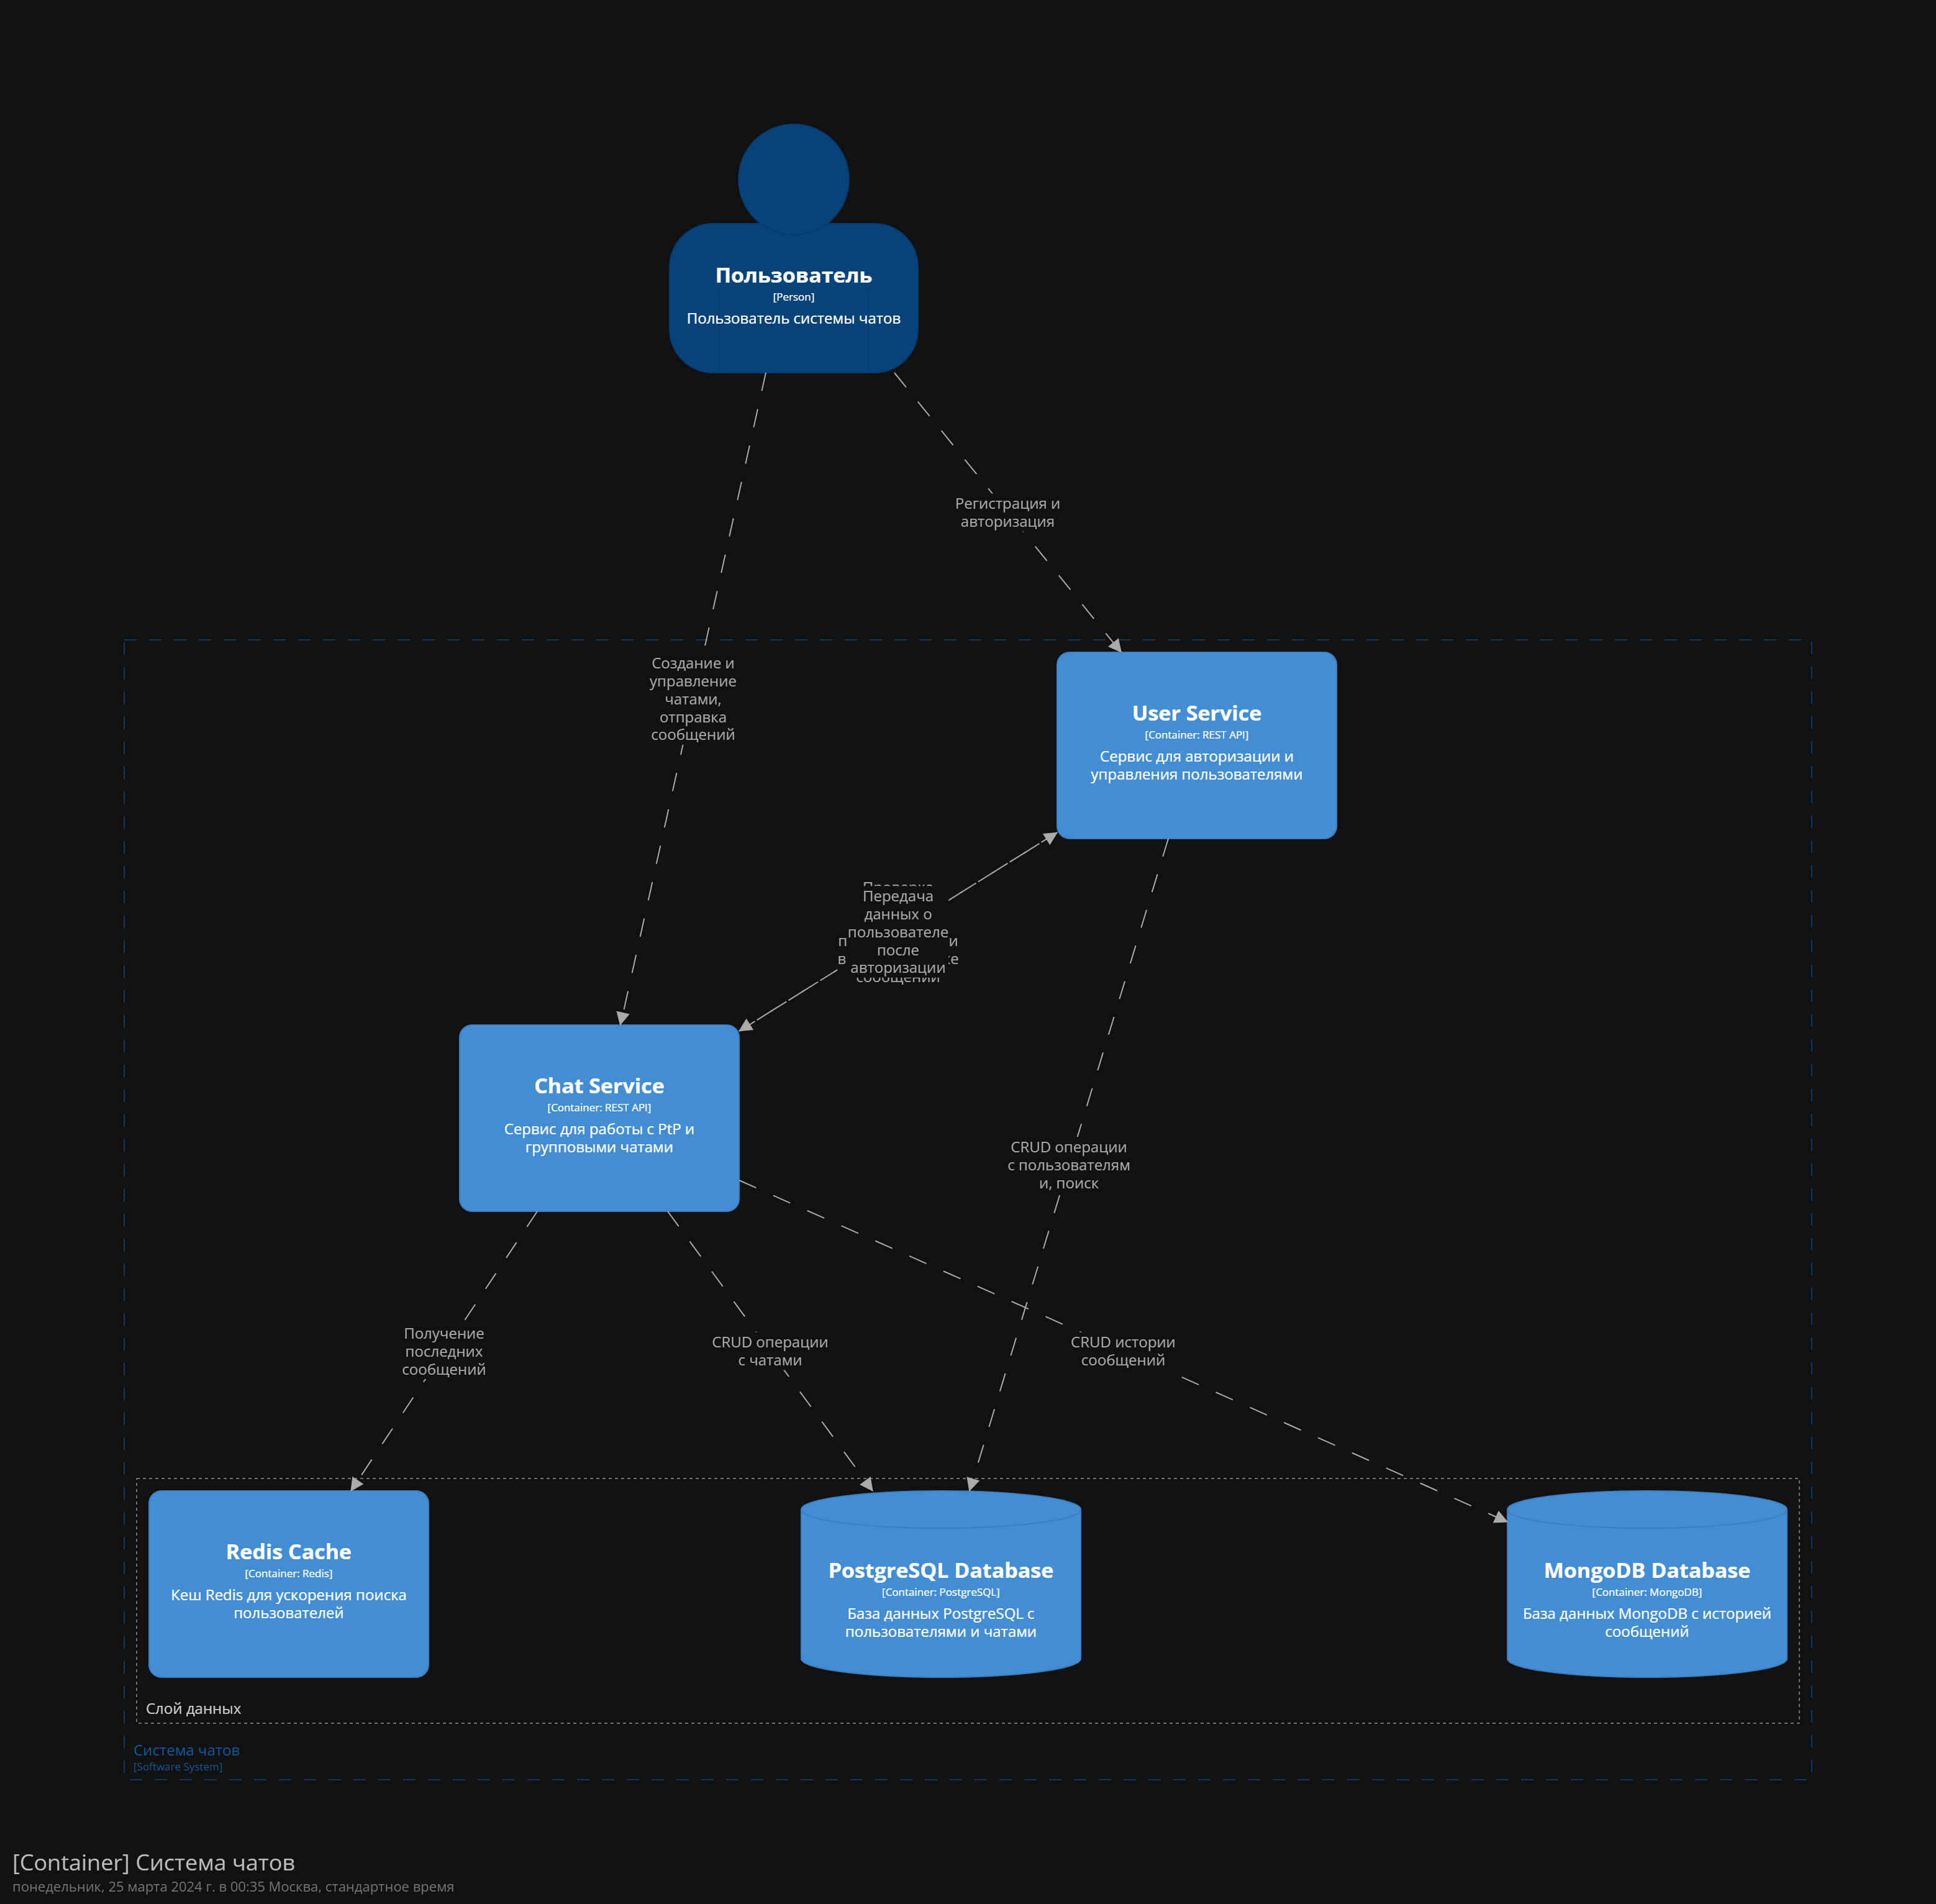 Пользователь
[Person]
Пользователь системы чатов
Регистрация и
авторизация
Создание и
управление
чатами,
отправка
сообщений
User Service
[Container: REST API]
Сервис для авторизации и
управления пользователями
Передача
данных о
пользователе
после
авторизации
сообщений
Chat Service
[Container: REST API]
Сервис для работы с PtP и
групповыми чатами
CRUD операции
с пользователям
и, поиск
Получение
последних
сообщений
CRUD операции
с чатами
CRUD истории
сообщений
Redis Cache
[Container: Redis]
Кеш Redis для ускорения поиска
пользователей
PostgreSQL Database
[Container: PostgreSQL]
База данных PostgreSQL с
пользователями и чатами
MongoDB Database
[Container: MongoDB]
База данных MongoDB с историей
сообщений
Слой данных
Система чатов
[Software System]
[Container] Система чатов
понедельник, 25 марта 2024 г. в 00:35 Москва, стандартное время